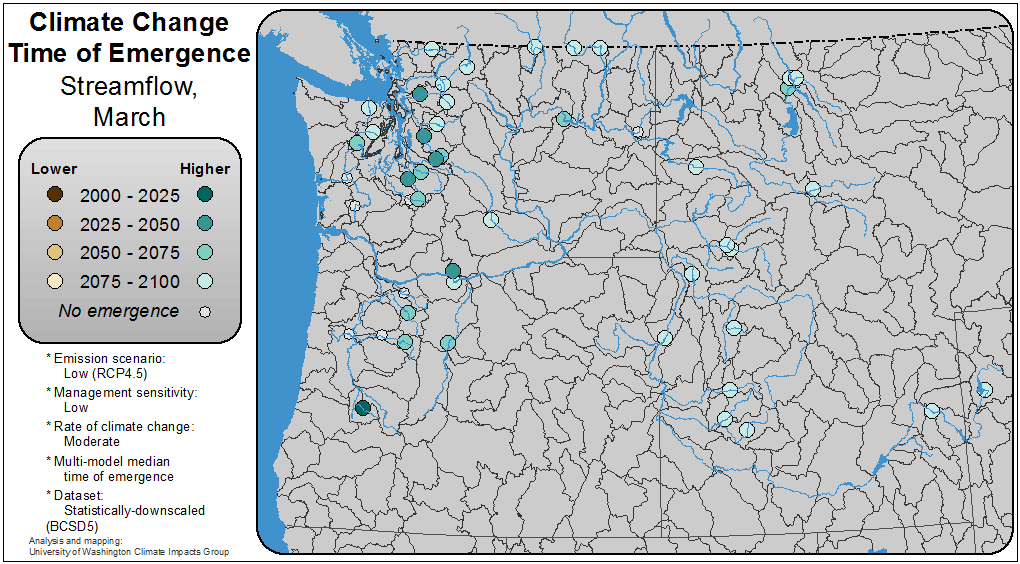 Climate Change
Time of Emergence
Streamflow,
March
Lower Higher
2000 - 2025
2025 - 2050
2050 - 2075
2075 - 2100
No emergence
* Emission scenario:
Low (RCP4.5)
* Management sensitivity:
Low
* Rate of climate change:
Moderate
* Multi-model median
time of emergence
* Dataset:
Statistically-downscaled
(BCSD5)
Analysis and mapping:
University of Washington Climate Impacts Group